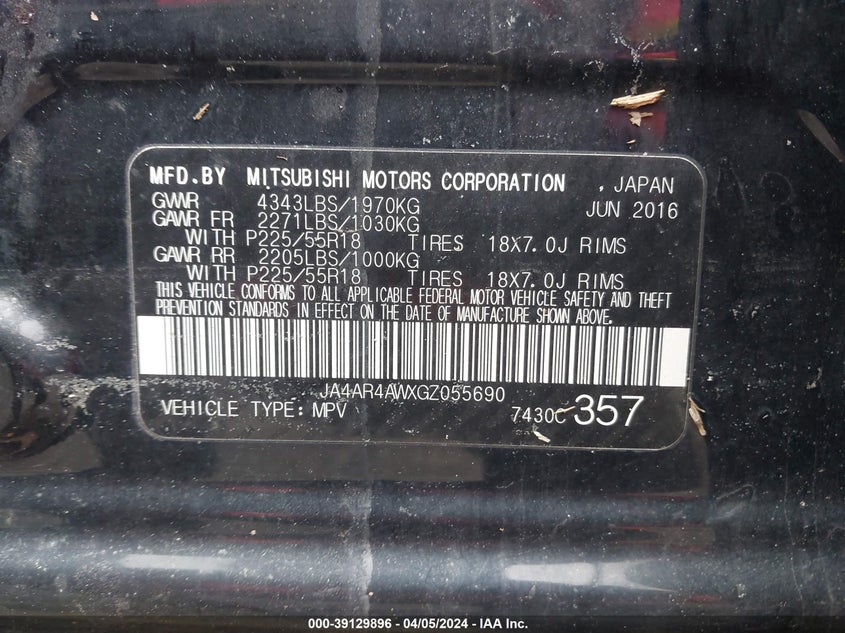 MFD.BY MITSUBISHI MOTORS CORPORATION , JAPAN
GVWR 4343LBS/1970KG JUN 2016
GAWR FR 2271LBS/1030KG
WITH P225/55R18 TIRES 18X7.0J RIMS
GAWR RR 2205LBS/1000KG
WITH P225/55R18 TIRES 18X7.0J RIMS
THIS VEHICLE CONFORMS TO ALL APPLICABLE FEDERAL MOTOR VEHICLE SAFETY AND THEFT
PREVENTION STANDARDS IN EFFECT ON THE DATE OF MANUFACTURE SHOWN ABOVE.
JA4AR4AWXGZ055690
VEHICLE TYPE: MPV 7430C 357
000-39129896 - 04/05/2024 - IAA Inc.